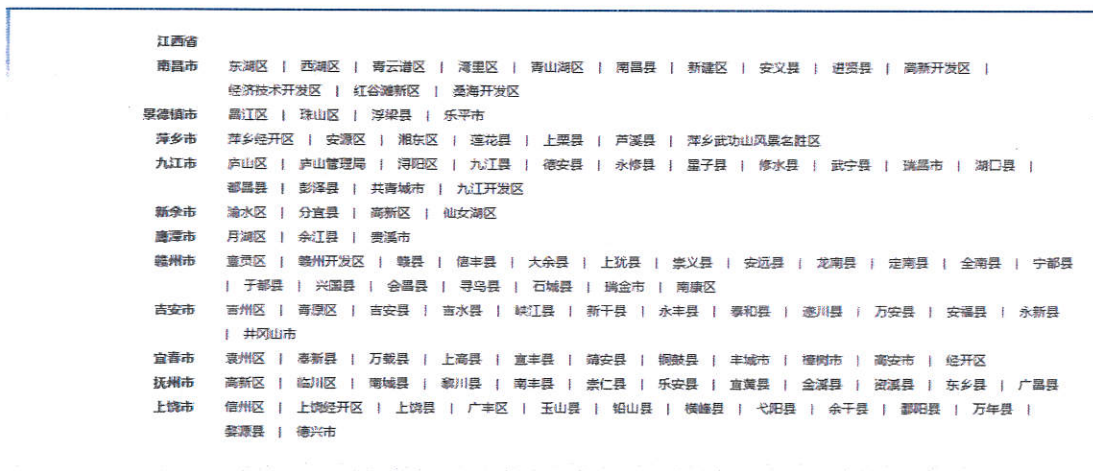 江西省
南昌市 东湖区 | 西湖区 | 青云谱区 | 湾里区 | 青山湖区 | 南昌县 | 新建区 | 安义县 | 进贤县 | 高新开发区 |
经济技术开发区 | 红谷滩新区 | 桑海开发区
景德镇市 昌江区 | 珠山区 | 浮梁县 | 乐平市
萍乡市 萍乡经开区 | 安源区 | 湘东区 | 莲花县 | 上栗县 | 芦溪县 | 萍乡武功山风景名胜区
九江市 庐山区 | 庐山管理局 | 浔阳区 | 九江县 | 德安县 | 永修县 | 星子县 | 修水县 | 武宁县 | 瑞昌市 | 湖口县 |
都昌县 | 彭泽县 | 共青城市 | 九江开发区
新余市 渝水区 | 分宜县 | 高新区 | 仙女湖区
鹰潭市 月湖区 | 余江县 | 贵溪市
赣州市 章贡区 | 赣州开发区 | 赣县 | 信丰县 | 大余县 | 上犹县 | 崇义县 | 安远县 | 龙南县 | 定南县 | 全南县 | 宁都县
| 于都县 | 兴国县 | 会昌县 | 寻乌县 | 石城县 | 瑞金市 | 南康区
吉安市 吉州区 | 青原区 | 吉安县 | 吉水县 | 峡江县 | 新干县 | 永丰县 | 泰和县 | 遂川县 | 万安县 | 安福县 | 永新县
| 井冈山市
宜春市 袁州区 | 奉新县 | 万载县 | 上高县 | 宜丰县 | 靖安县 | 铜鼓县 | 丰城市 | 樟树市 | 高安市 | 经开区
抚州市 高新区 | 临川区 | 南城县 | 黎川县 | 南丰县 | 崇仁县 | 乐安县 | 宜黄县 | 金溪县 | 资溪县 | 东乡县 | 广昌县
上饶市 信州区 | 上饶经开区 | 上饶县 | 广丰区 | 玉山县 | 铅山县 | 横峰县 | 弋阳县 | 余干县 | 鄱阳县 | 万年县 |
婺源县 | 德兴市